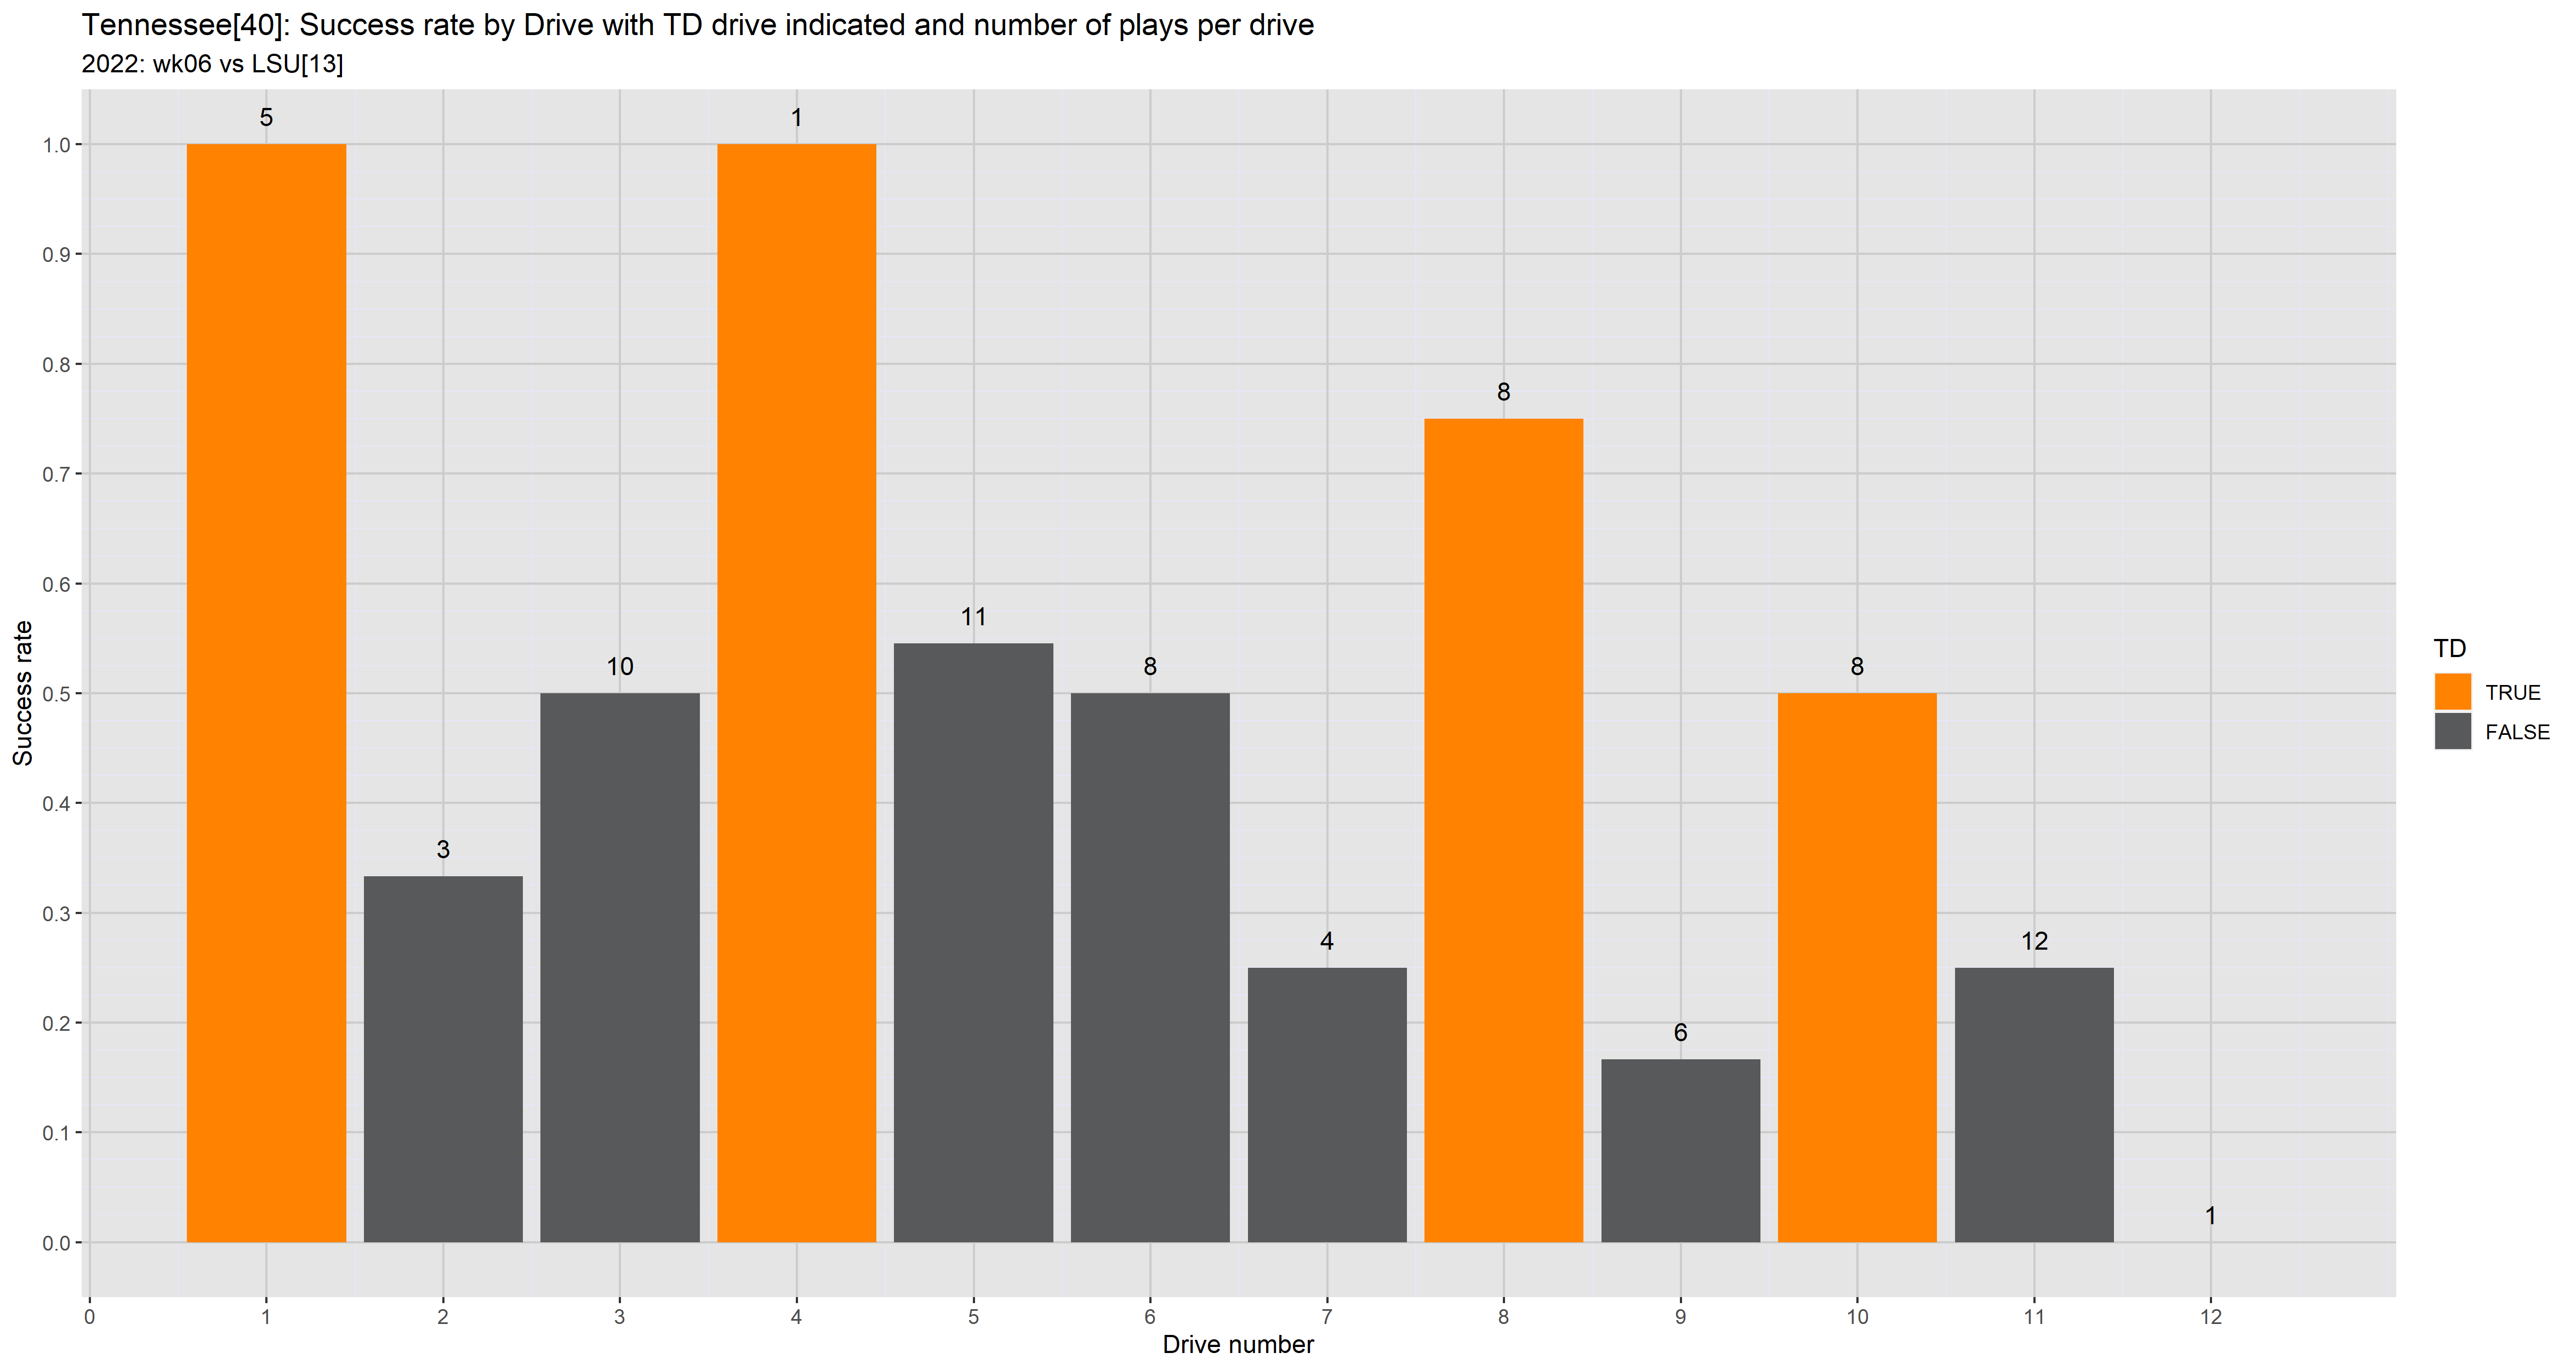 Tennessee[40]: Success rate by Drive with TD drive indicated and number of plays per drive
2022: wk06 vs LSU[13]
Success rate
1.0
0.9
0.8
0.7
0.6
0.5
0.4
0.3
0.2
0.1
0.0
5
3
10
1
11
8
4
8
6
8
12
1
0 1 2 3 4 5 6 7 8 9 10 11 12
Drive number
TD
TRUE
FALSE